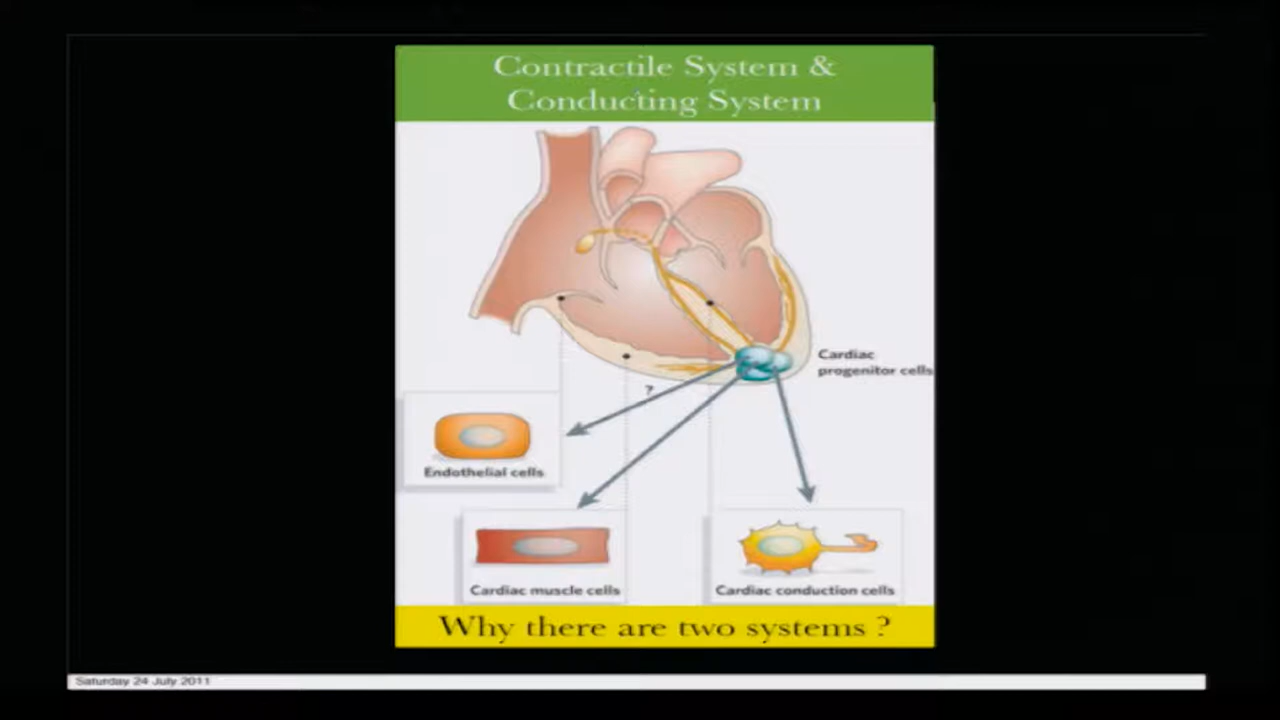 Contractile System &
Conducting System
Cardiac
progenitor cells
?
Endothelial cells
Cardiac muscle cells
Cardiac conduction cells
Why there are two systems ?
Saturday 24 July 2011